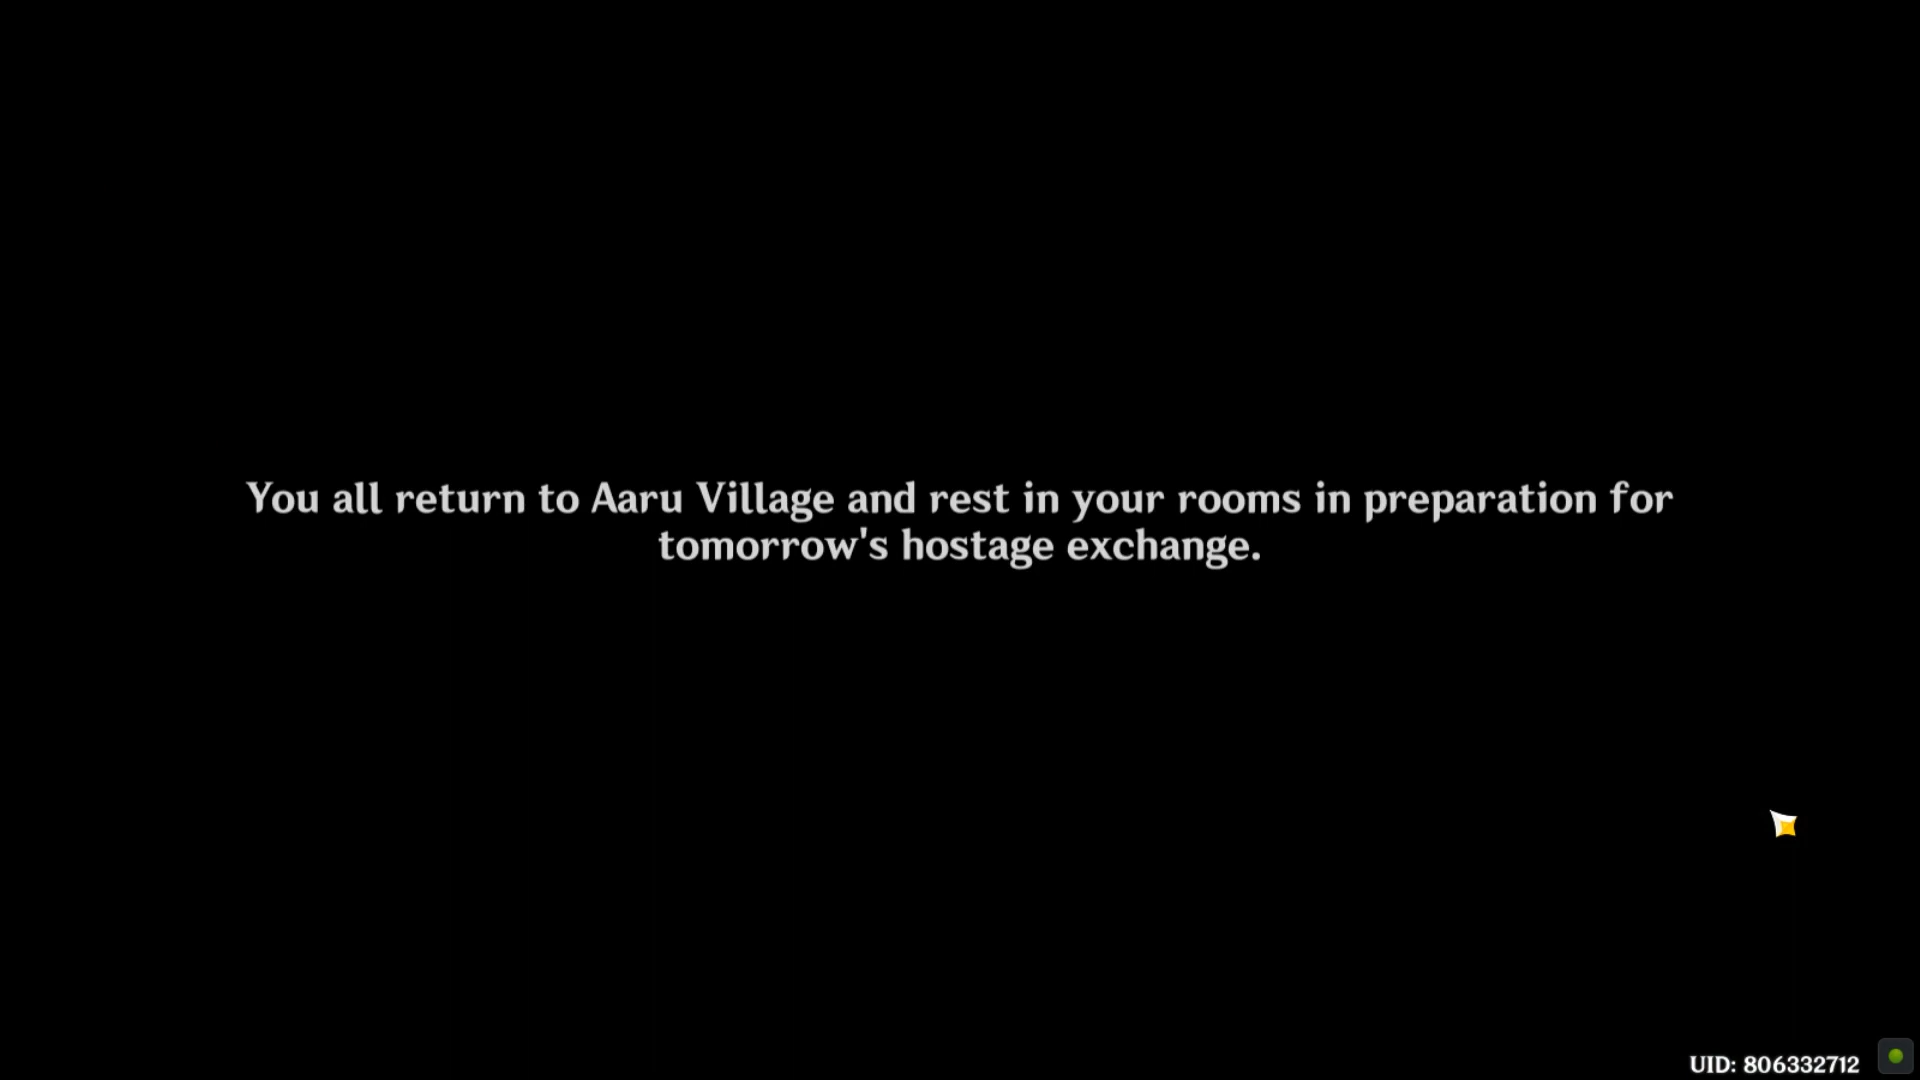 You all return to Aaru Village and rest in your rooms in preparation for
tomorrow's hostage exchange.
UID: 806332712